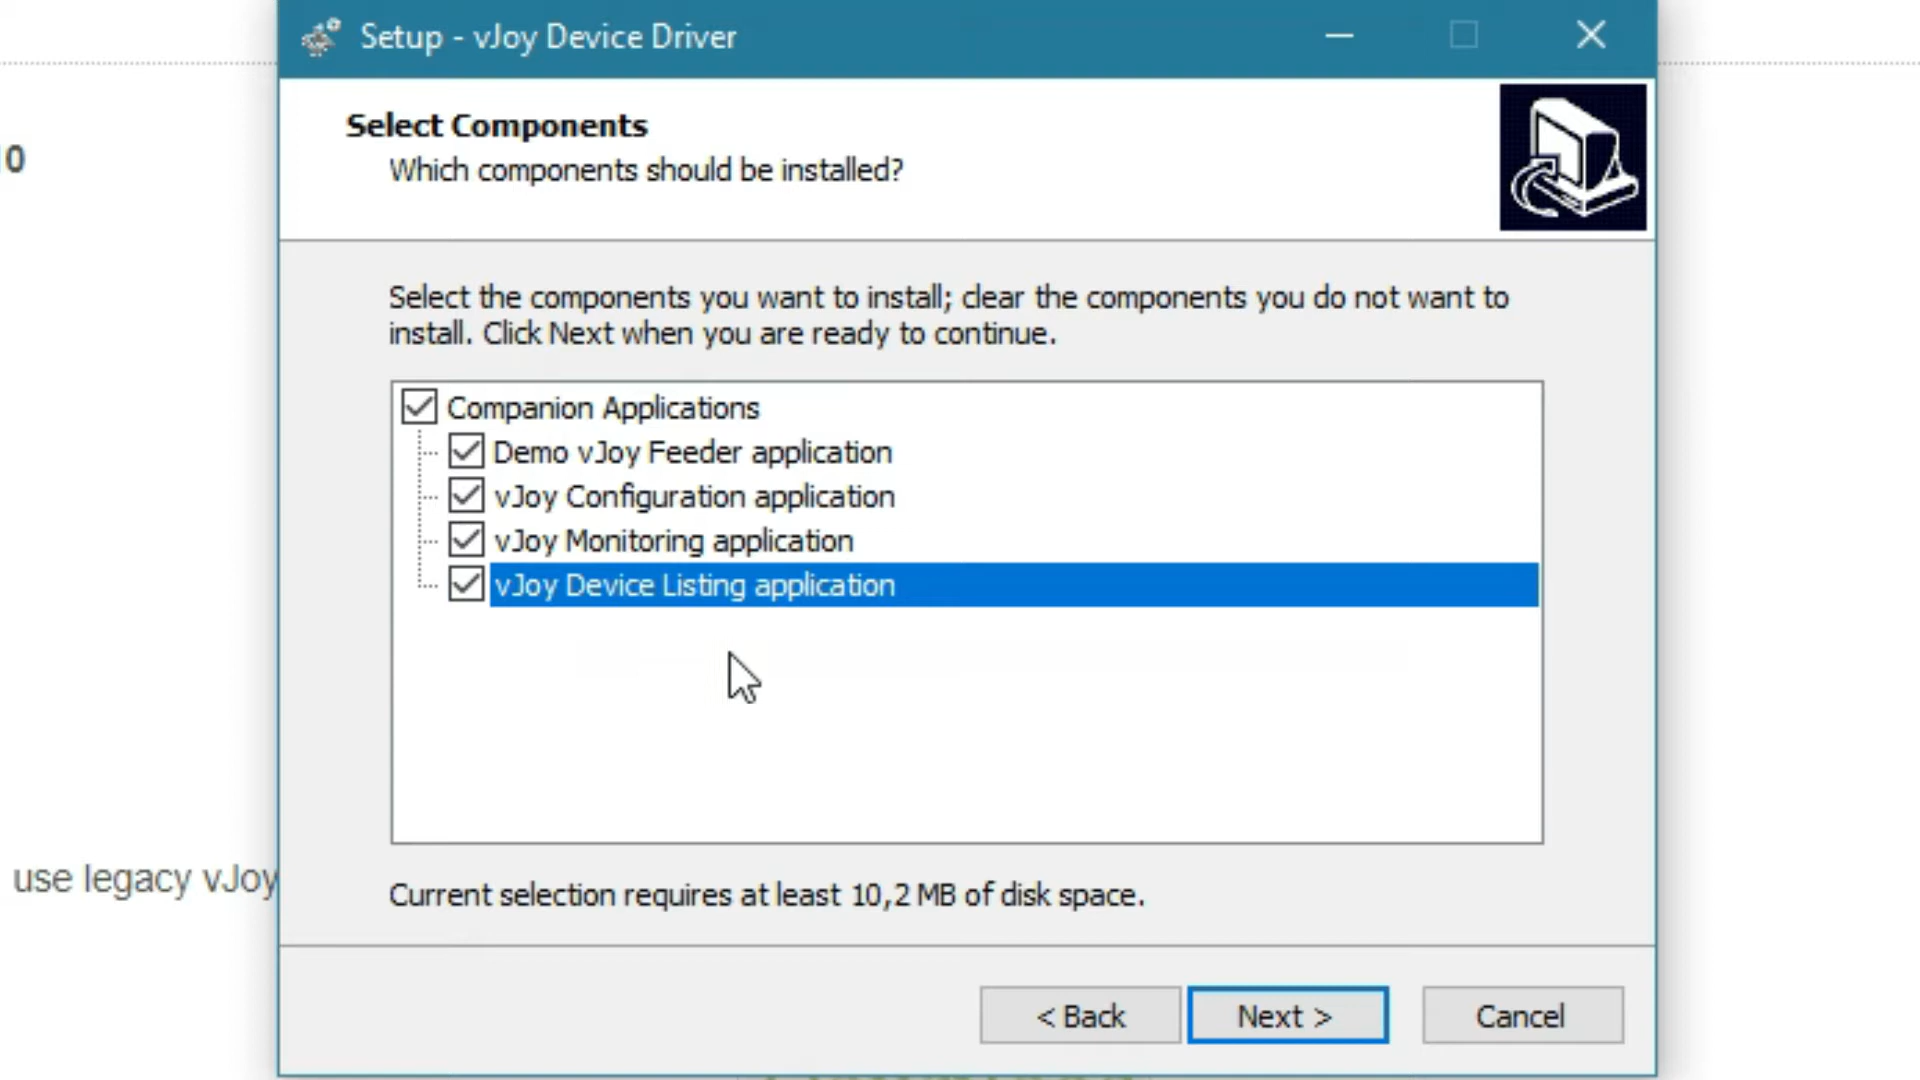 Setup - vJoy Device Driver
Select Components
Which components should be installed?
10
Select the components you want to install; clear the components you do not want to
install. Click Next when you are ready to continue.
Companion Applications
Demo vJoy Feeder application
vJoy Configuration application
vJoy Monitoring application
vJoy Device Listing application
use legacy vJoy
Current selection requires at least 10,2 MB of disk space.
< Back
Next >
Cancel